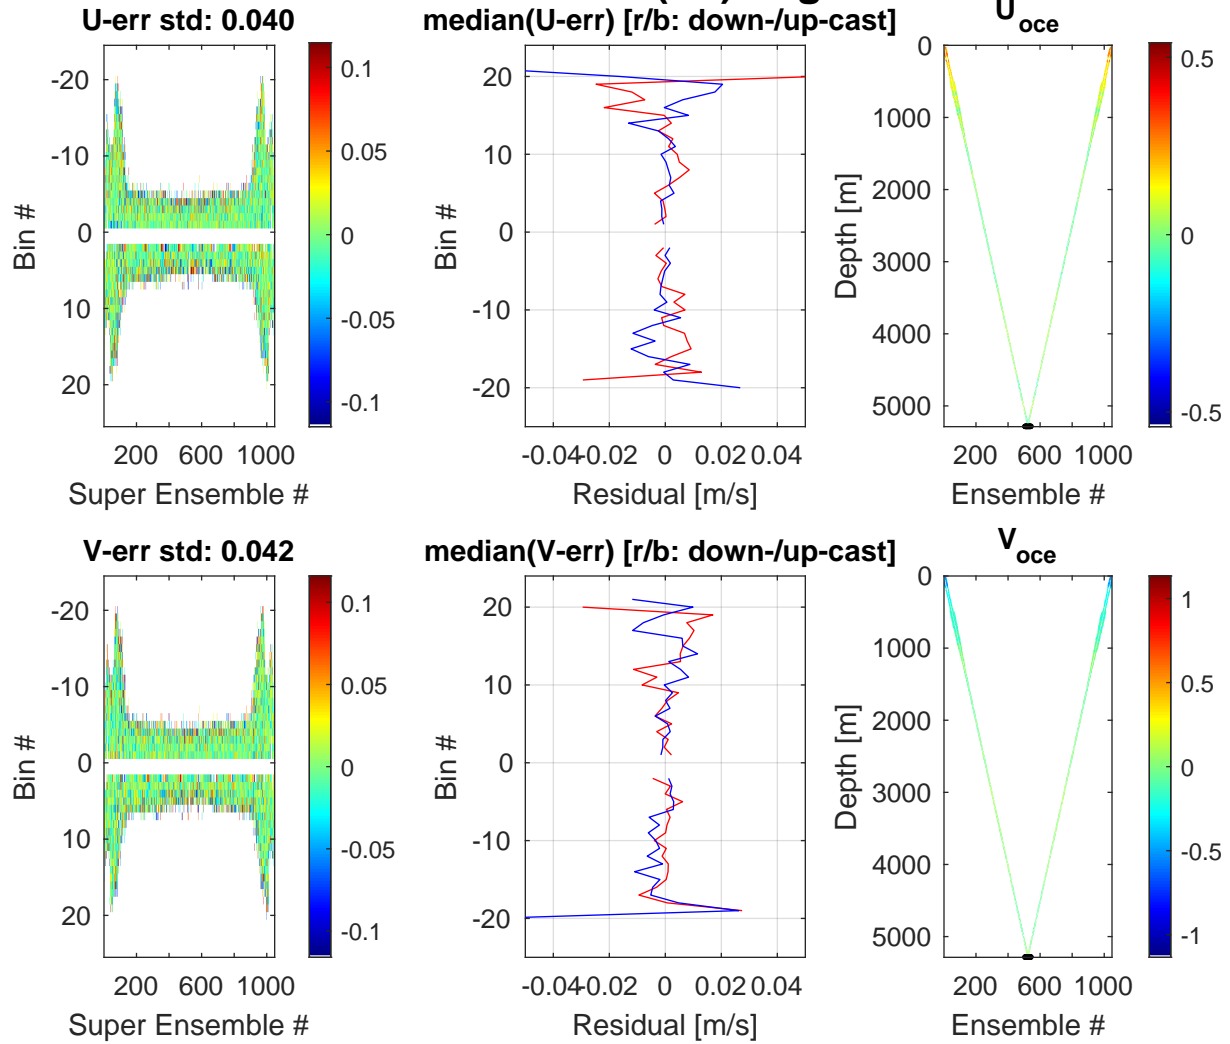 U-err std: 0.040
median(U-err) [r/b: down-/up-cast]
U_oce
-20
-10
0
10
20
Bin #
200 600 1000
Super Ensemble #
0.1
0.05
0
-0.05
-0.1
20
10
0
-10
-20
Bin #
-0.04 -0.02 0 0.02 0.04
Residual [m/s]
0
1000
2000
3000
4000
5000
Depth [m]
200 600 1000
Ensemble #
0.5
0
-0.5
V-err std: 0.042
median(V-err) [r/b: down-/up-cast]
V_oce
-20
-10
0
10
20
Bin #
200 600 1000
Super Ensemble #
0.1
0.05
0
-0.05
-0.1
20
10
0
-10
-20
Bin #
-0.04 -0.02 0 0.02 0.04
Residual [m/s]
0
1000
2000
3000
4000
5000
Depth [m]
200 600 1000
Ensemble #
1
0.5
0
-0.5
-1